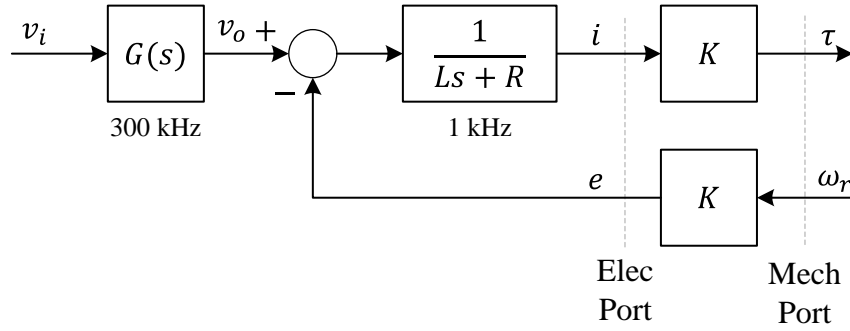 v_i
G(s)
300 kHz
v_o +
−
1
Ls + R
1 kHz
i
K
τ
e
K
ω_r
Elec
Port
Mech
Port